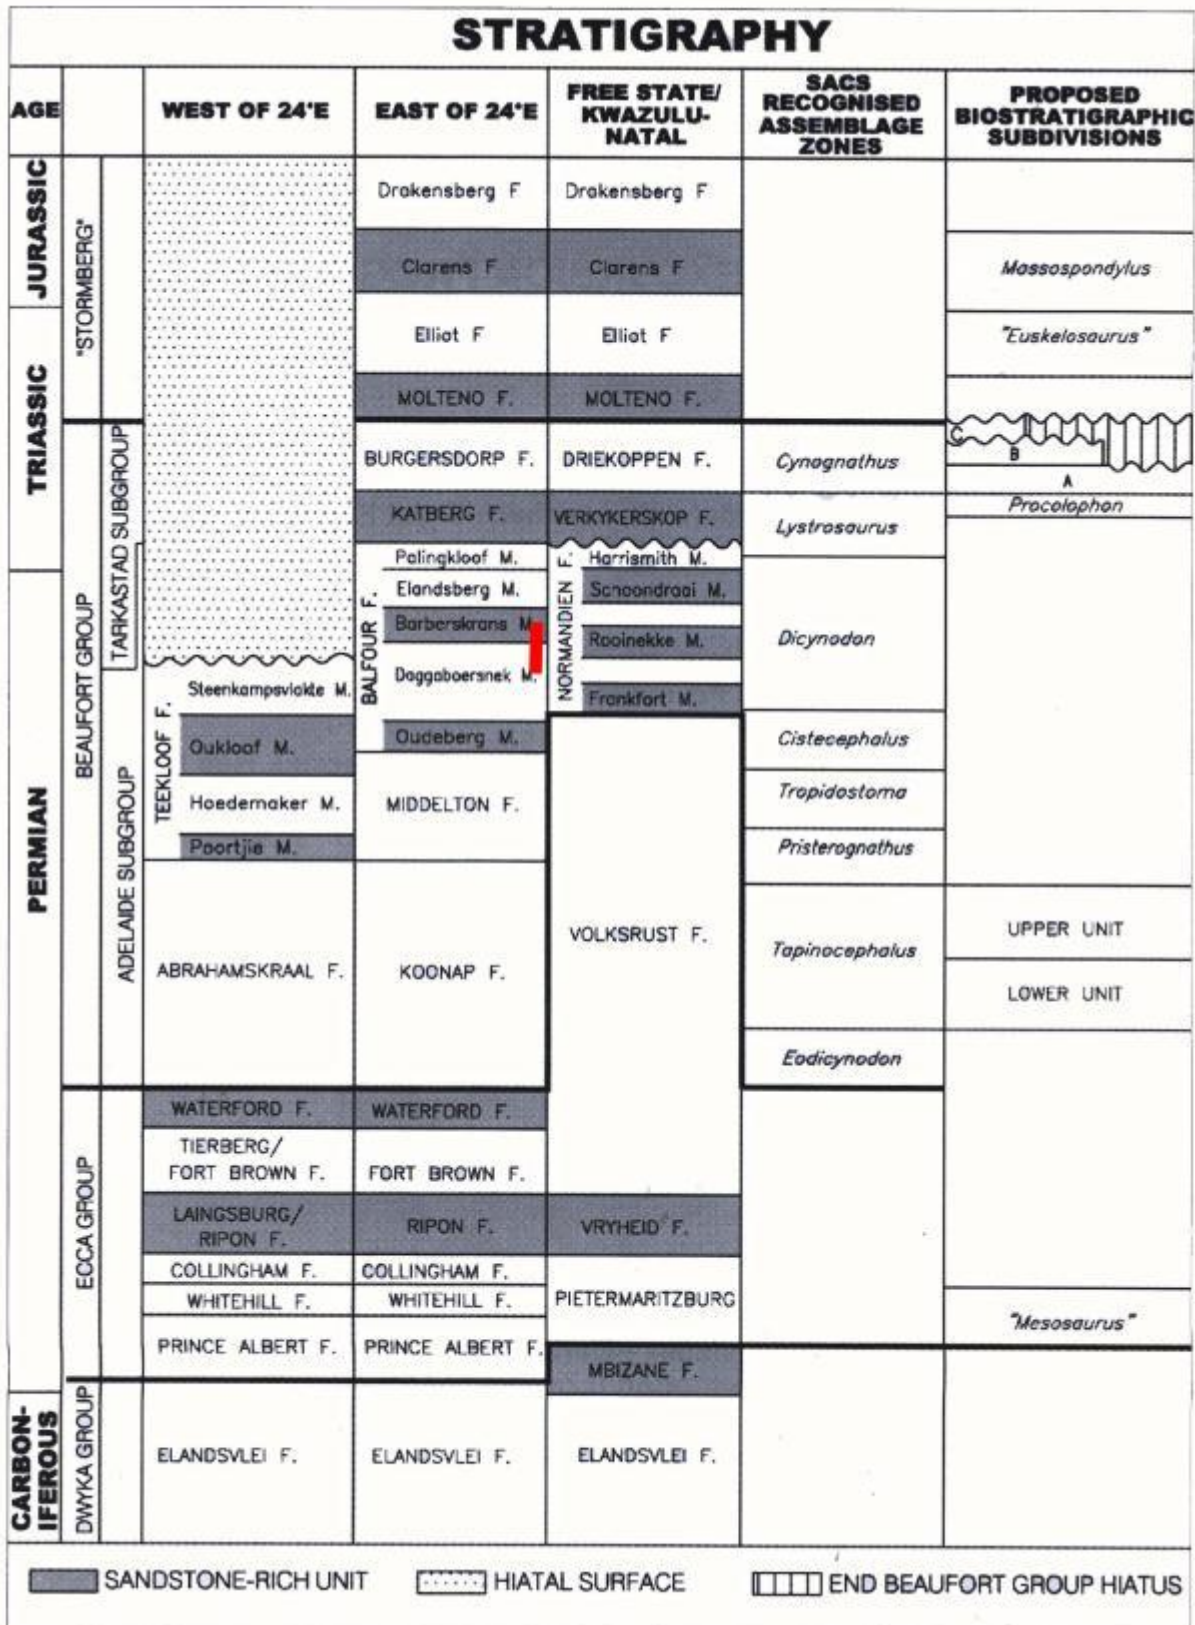 STRATIGRAPHY
AGE
WEST OF 24°E
EAST OF 24°E
FREE STATE/
KWAZULU-
NATAL
SACS
RECOGNISED
ASSEMBLAGE
ZONES
PROPOSED
BIOSTRATIGRAPHIC
SUBDIVISIONS
JURASSIC
TRIASSIC
PERMIAN
CARBON-
IFEROUS
"STORMBERG"
BEAUFORT GROUP
ECCA GROUP
DWYKA GROUP
TARKASTAD SUBGROUP
ADELAIDE SUBGROUP
TEEKLOOF F.
Steenkampsvlakte M.
Oukloof M.
Hoedemaker M.
Poortjie M.
ABRAHAMSKRAAL F.
WATERFORD F.
TIERBERG/
FORT BROWN F.
LAINGSBURG/
RIPON F.
COLLINGHAM F.
WHITEHILL F.
PRINCE ALBERT F.
ELANDSVLEI F.
Drakensberg F
Clarens F
Elliot F
MOLTENO F.
BURGERSDORP F.
KATBERG F.
BALFOUR F.
Palingkloof M.
Elandsberg M.
Barberskrans M.
Daggaboersnek M.
Oudeberg M.
MIDDELTON F.
KOONAP F.
WATERFORD F.
FORT BROWN F.
RIPON F.
COLLINGHAM F.
WHITEHILL F.
PRINCE ALBERT F.
ELANDSVLEI F.
Drakensberg F
Clarens F
Elliot F
MOLTENO F.
DRIEKOPPEN F.
VERKYKERSKOP F.
NORMANDIEN F.
Harrismith M.
Schoondraai M.
Rooinekke M.
Frankfort M.
VOLKSRUST F.
VRYHEID F.
PIETERMARITZBURG
MBIZANE F.
ELANDSVLEI F.
Cynognathus
Lystrosaurus
Dicynodon
Cistecephalus
Tropidostoma
Pristerognathus
Tapinocephalus
Eodicynodon
Massospondylus
"Euskelosaurus"
C
B
A
Procolophon
UPPER UNIT
LOWER UNIT
"Mesosaurus"
SANDSTONE-RICH UNIT
HIATAL SURFACE
END BEAUFORT GROUP HIATUS